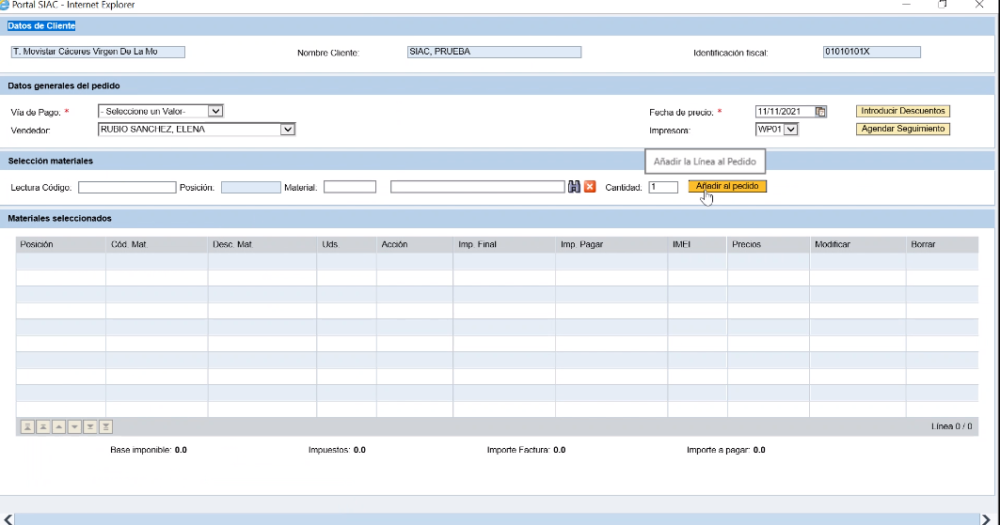 Portal SIAC - Internet Explorer
Datos de Cliente
T. Movistar Cáceres Virgen De La Mo Nombre Cliente: SIAC, PRUEBA Identificación fiscal: 01010101X
Datos generales del pedido
Vía de Pago: * - Seleccione un Valor- Fecha de precio: * 11/11/2021 Introducir Descuentos
Vendedor: RUBIO SANCHEZ, ELENA Impresora: WP01 Agendar Seguimiento
Selección materiales
Añadir la Línea al Pedido
Lectura Código: Posición: Material: Cantidad: 1 Añadir al pedido
Materiales seleccionados
Posición Cód. Mat. Desc. Mat. Uds. Acción Imp. Final Imp. Pagar IMEI Precios Modificar Borrar
Línea 0 / 0
Base imponible: 0.0 Impuestos: 0.0 Importe Factura: 0.0 Importe a pagar: 0.0